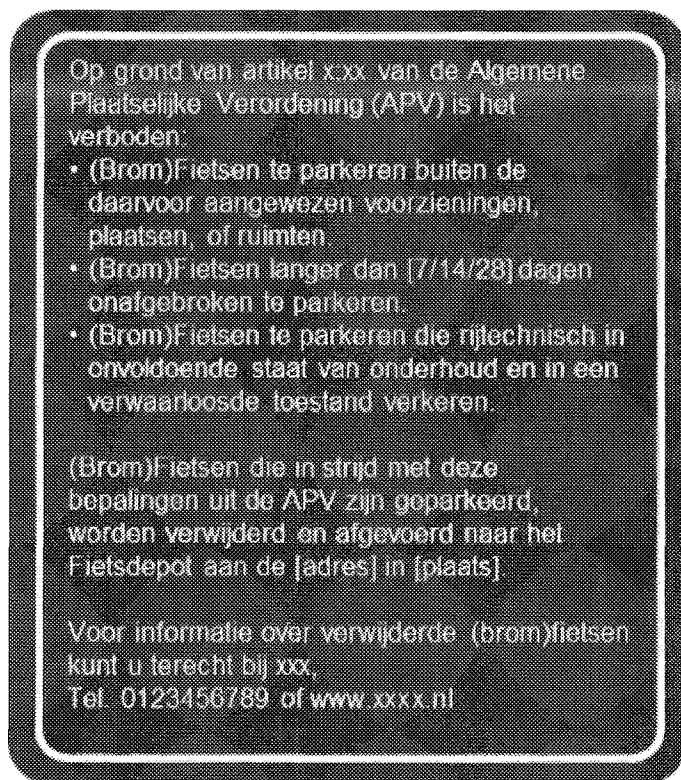 Op grond van artikel x:xx van de Algemene
Plaatselijke Verordening (APV) is het
verboden:
• (Brom)Fietsen te parkeren buiten de
daarvoor aangewezen voorzieningen,
plaatsen, of ruimten.
• (Brom)Fietsen langer dan [7/14/28] dagen
onafgebroken te parkeren.
• (Brom)Fietsen te parkeren die rijtechnisch in
onvoldoende staat van onderhoud en in een
verwaarloosde toestand verkeren.
(Brom)Fietsen die in strijd met deze
bepalingen uit de APV zijn geparkeerd,
worden verwijderd en afgevoerd naar het
Fietsdepot aan de [adres] in [plaats].
Voor informatie over verwijderde (brom)fietsen
kunt u terecht bij xxx,
Tel. 0123456789 of www.xxxx.nl